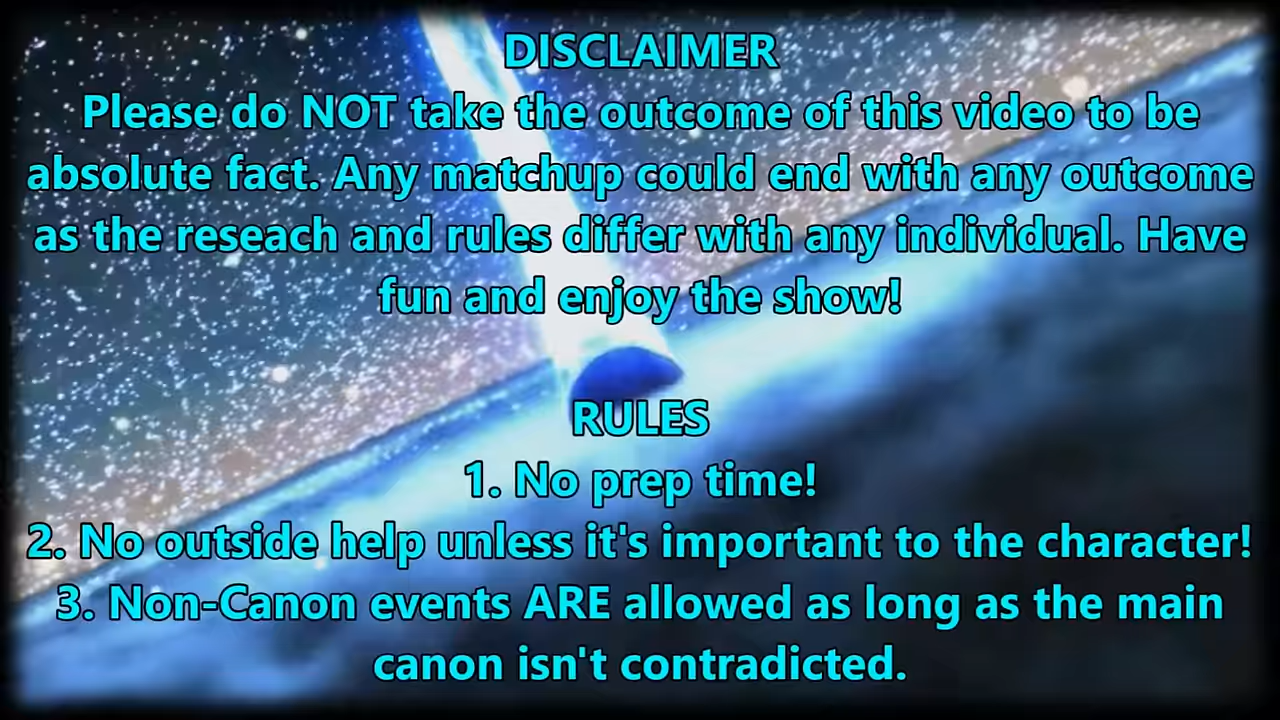 DISCLAIMER
Please do NOT take the outcome of this video to be
absolute fact. Any matchup could end with any outcome
as the reseach and rules differ with any individual. Have
fun and enjoy the show!
RULES
1. No prep time!
2. No outside help unless it's important to the character!
3. Non-Canon events ARE allowed as long as the main
canon isn't contradicted.